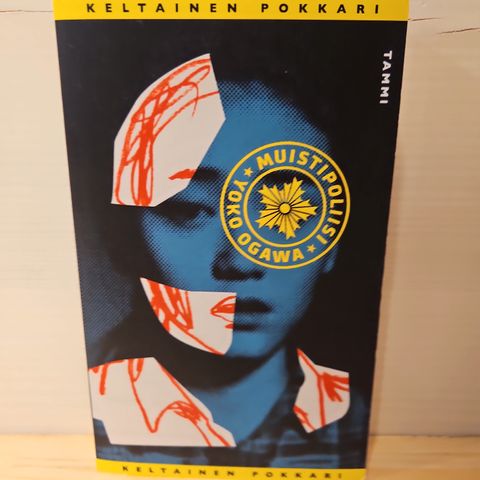 KELTAINEN POKKARI
TAMMI
MUISTIPOLIISI
YOKO OGAWA
KELTAINEN POKKARI